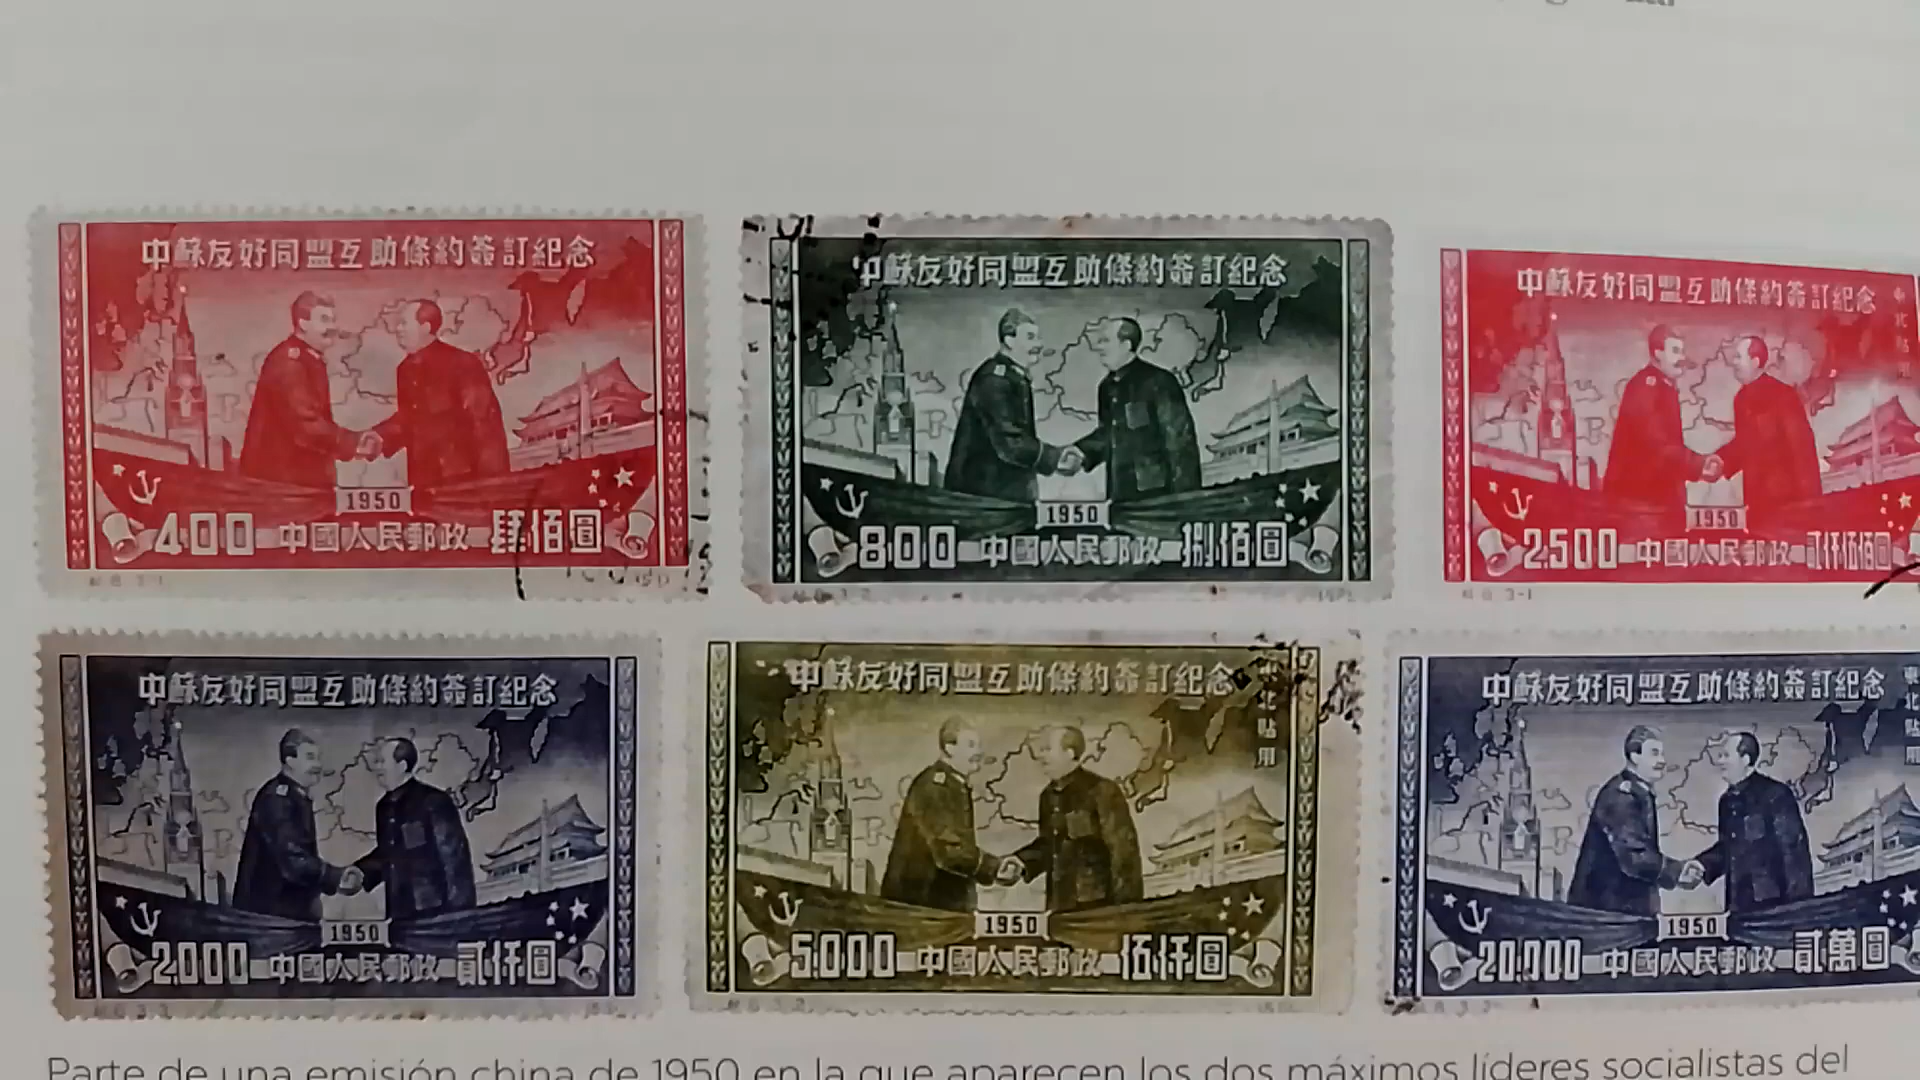 中蘇友好同盟互助條約簽訂紀念
1950
400 中國人民郵政 肆佰圓
中蘇友好同盟互助條約簽訂紀念
1950
800 中國人民郵政 捌佰圓
中蘇友好同盟互助條約簽訂紀念
東北貼用
1950
2500 中國人民郵政 貳仟伍佰圓
中蘇友好同盟互助條約簽訂紀念
1950
2000 中國人民郵政 貳仟圓
中蘇友好同盟互助條約簽訂紀念
東北貼用
1950
5000 中國人民郵政 伍仟圓
中蘇友好同盟互助條約簽訂紀念
東北貼用
1950
20000 中國人民郵政 貳萬圓
Parte de una emisión china de 1950 en la que aparecen los dos máximos líderes socialistas del